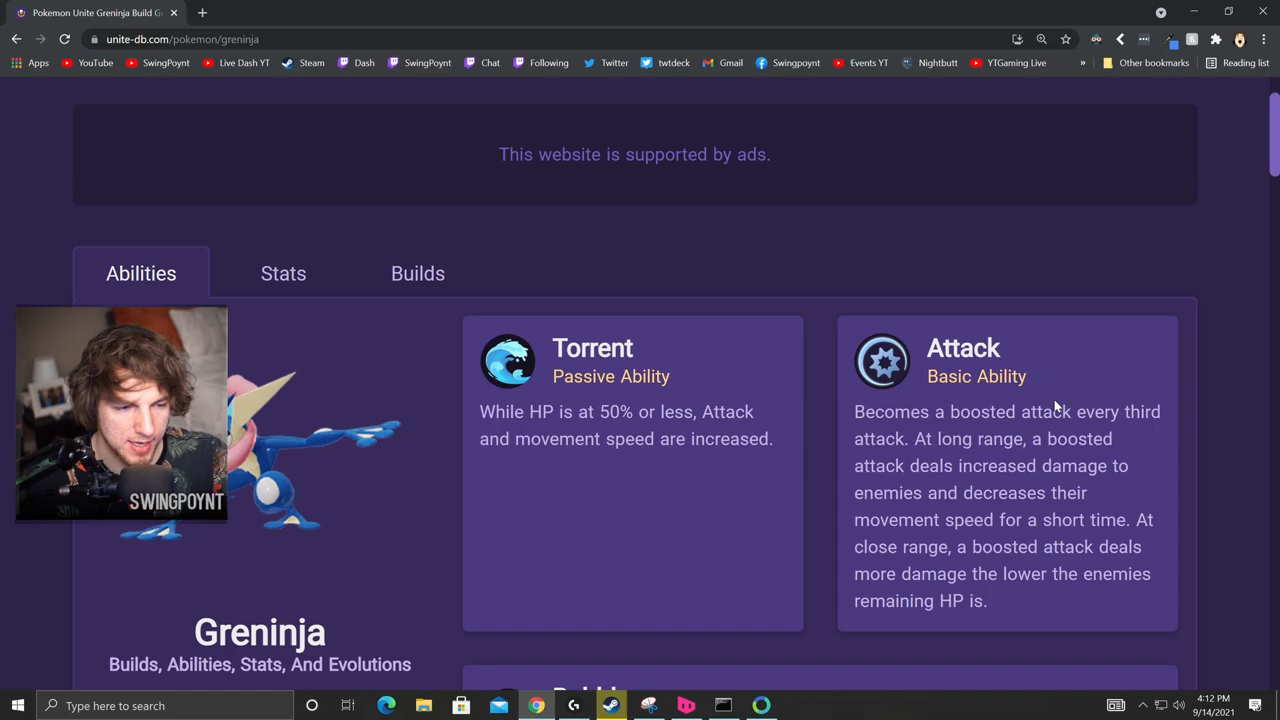 Pokemon Unite Greninja Build G
unite-db.com/pokemon/greninja
Apps YouTube SwingPoynt Live Dash YT Steam Dash SwingPoynt Chat Following Twitter twtdeck Gmail Swingpoynt Events YT Nightbutt YTGaming Live » Other bookmarks Reading list
This website is supported by ads.
Abilities Stats Builds
Torrent
Passive Ability
While HP is at 50% or less, Attack
and movement speed are increased.
Attack
Basic Ability
Becomes a boosted attack every third
attack. At long range, a boosted
attack deals increased damage to
enemies and decreases their
movement speed for a short time. At
close range, a boosted attack deals
more damage the lower the enemies
remaining HP is.
SWINGPOYNT
Greninja
Builds, Abilities, Stats, And Evolutions
Type here to search
4:12 PM
9/14/2021